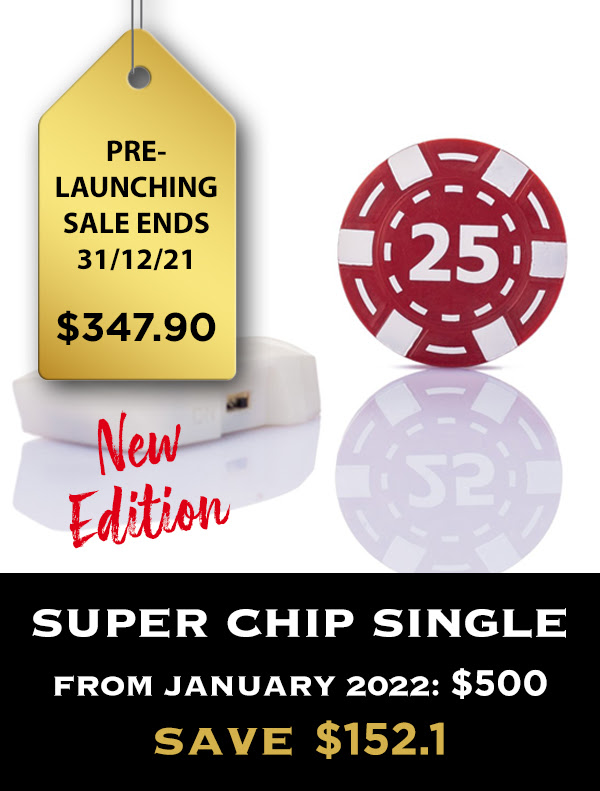 PRE-
LAUNCHING
SALE ENDS
31/12/21
$347.90
25
New
Edition
SUPER CHIP SINGLE
FROM JANUARY 2022: $500
SAVE $152.1